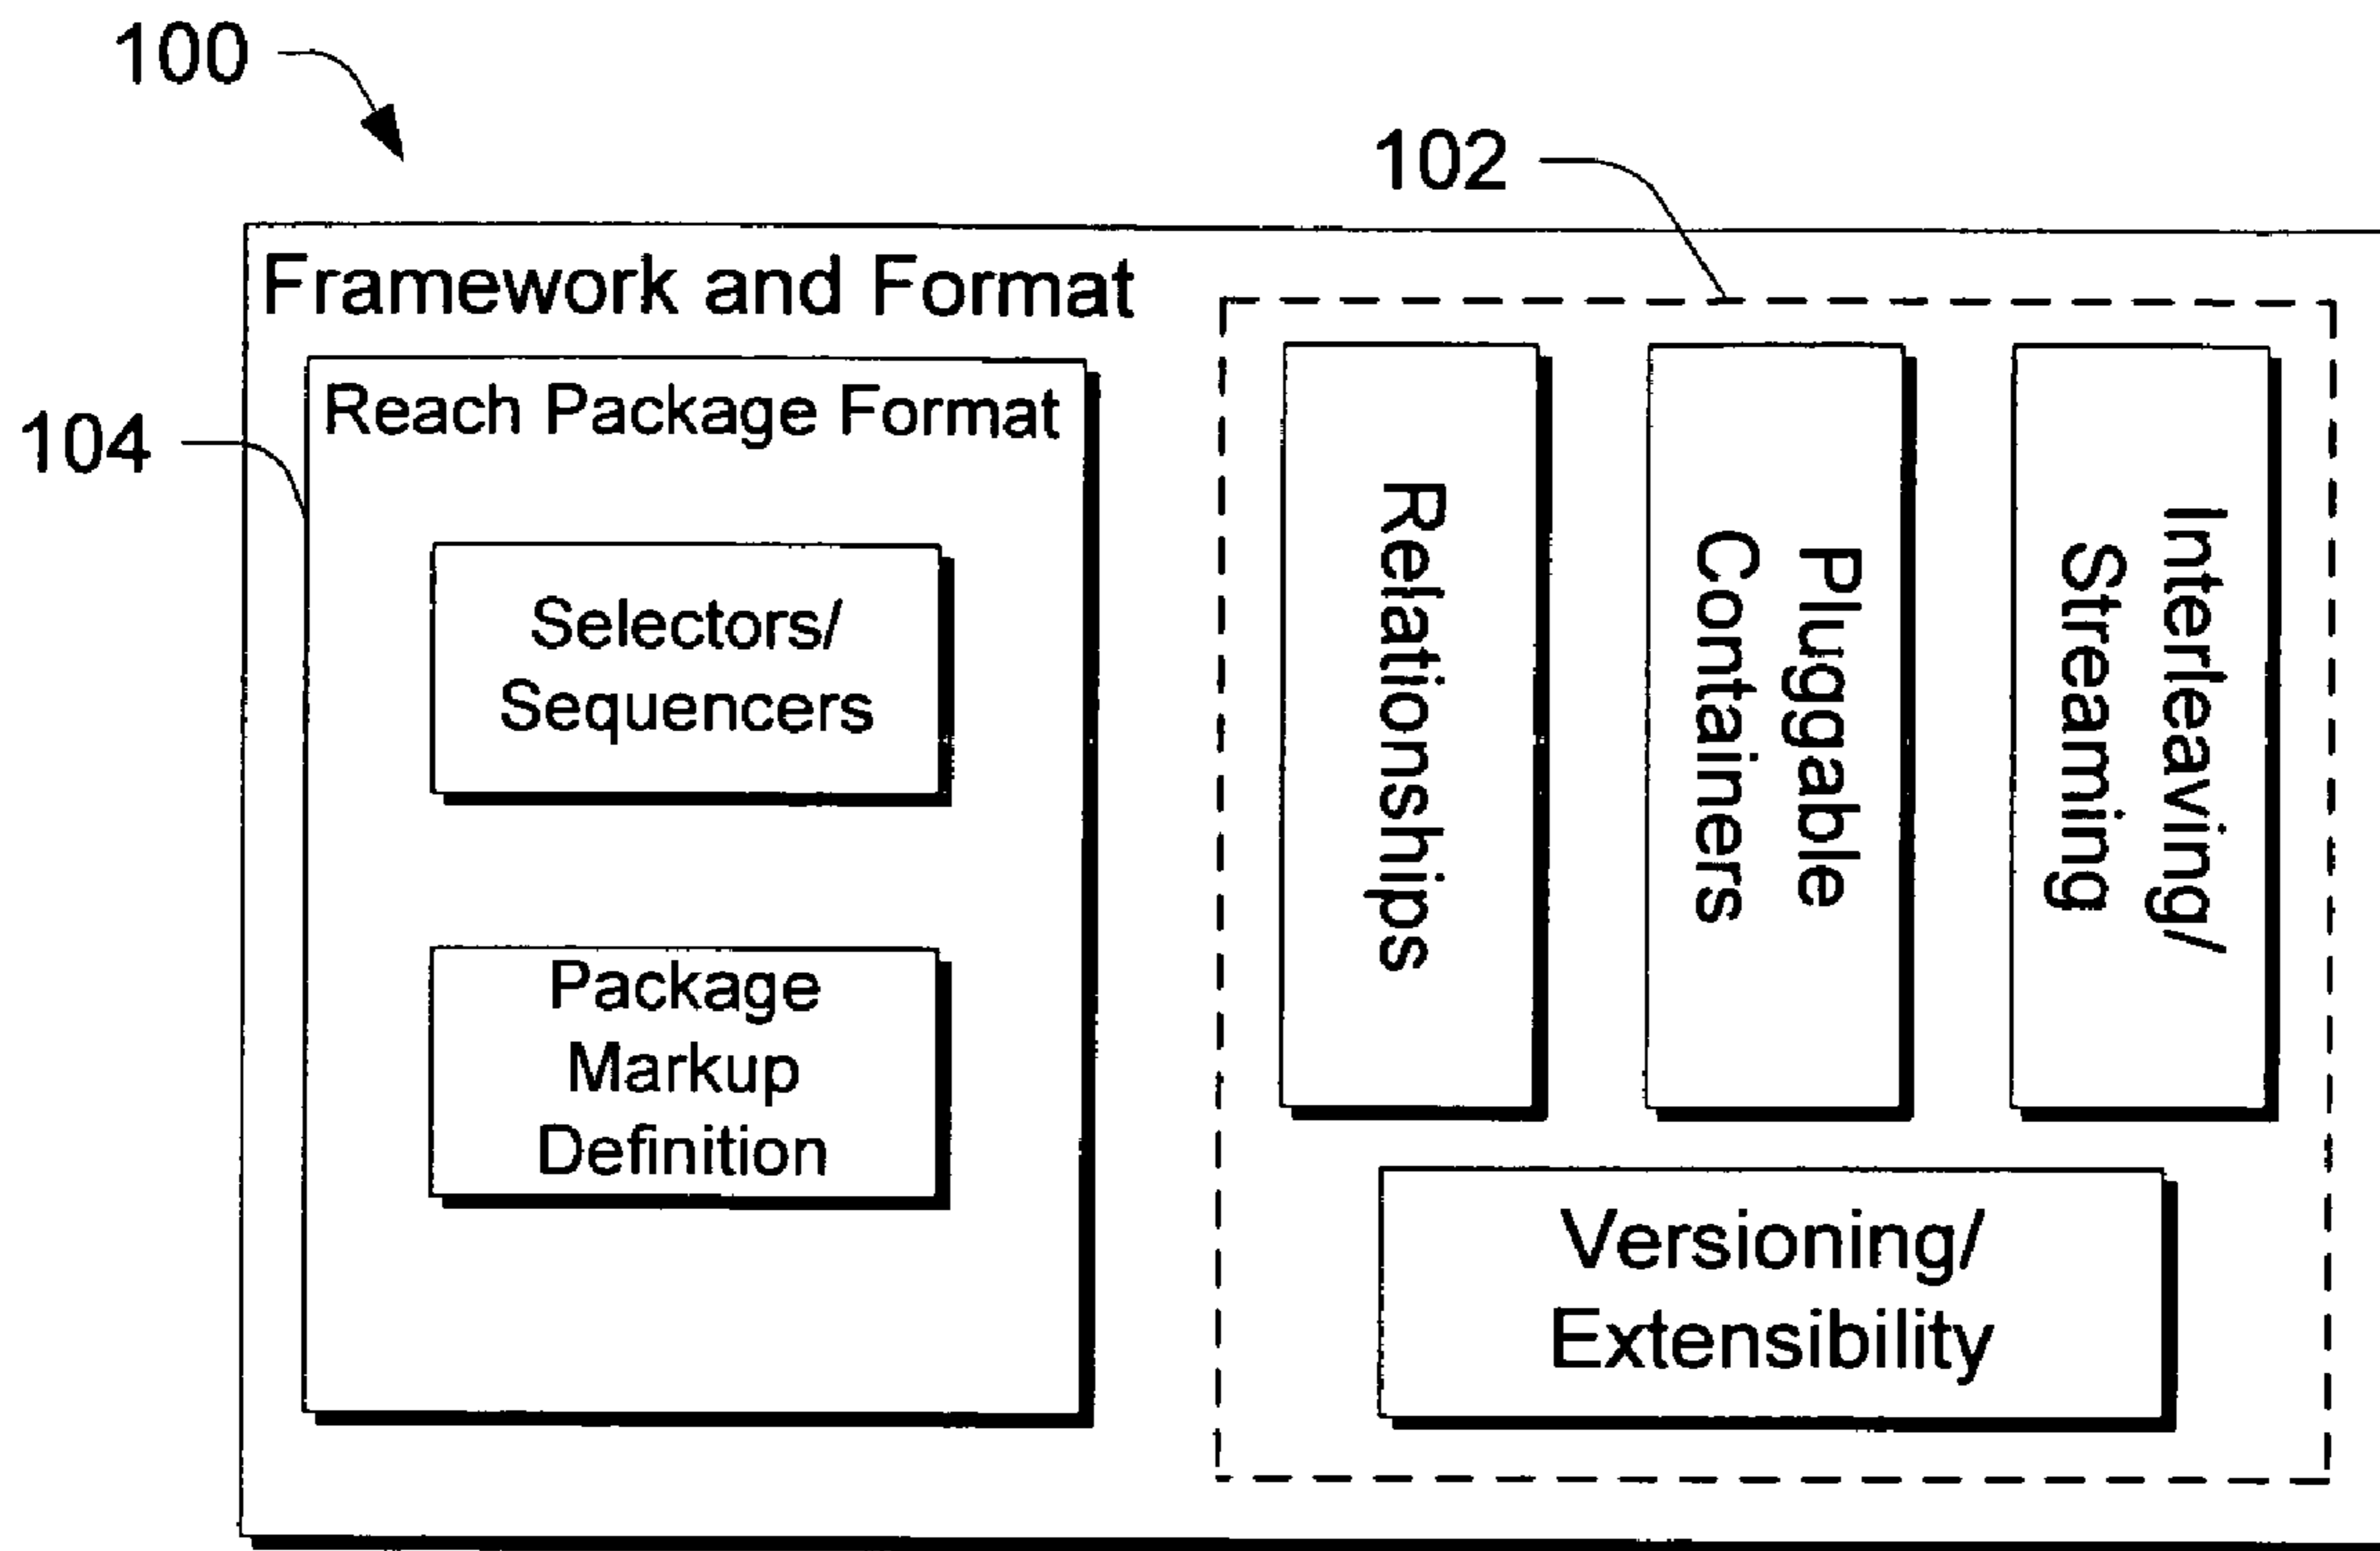 100
102
Framework and Format
104
Reach Package Format
Selectors/
Sequencers
Package
Markup
Definition
Relationships
Pluggable
Containers
Interleaving/
Streaming
Versioning/
Extensibility